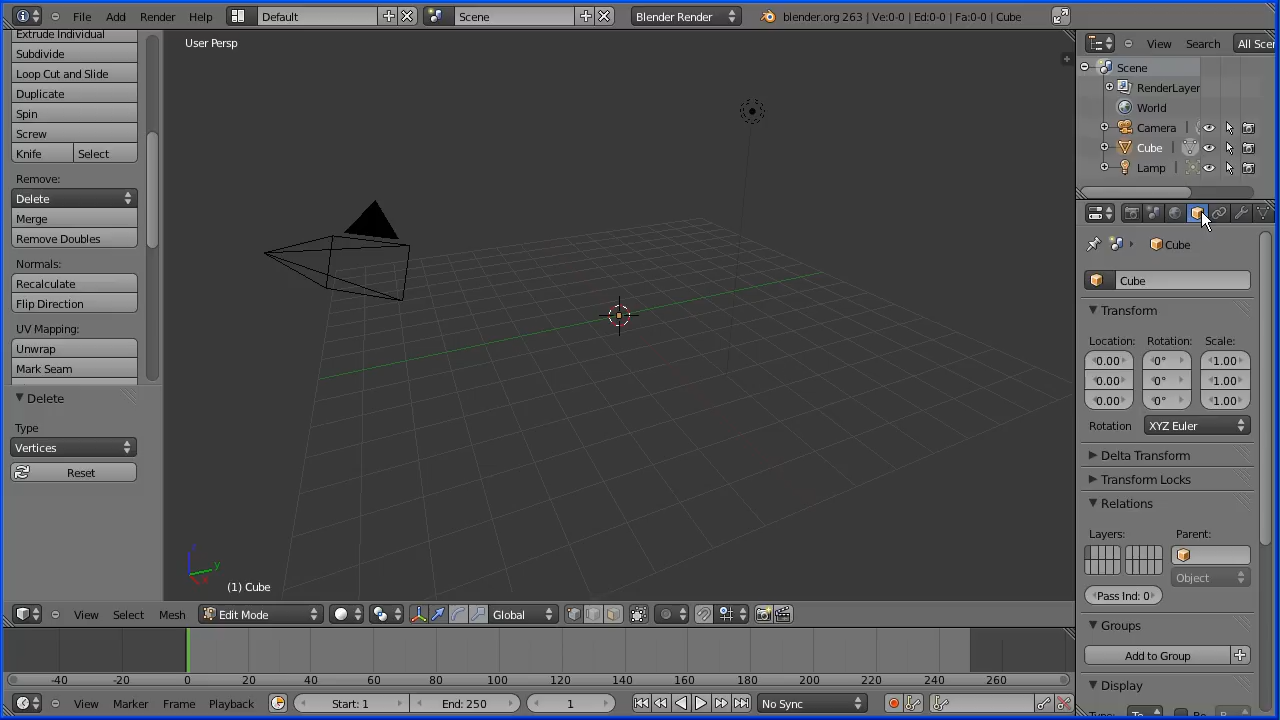 File Add Render Help Default Scene Blender Render blender.org 263 | Ve:0-0 | Ed:0-0 | Fa:0-0 | Cube
Extrude Individual
Subdivide
Loop Cut and Slide
Duplicate
Spin
Screw
Knife Select
Remove:
Delete
Merge
Remove Doubles
Normals:
Recalculate
Flip Direction
UV Mapping:
Unwrap
Mark Seam
Delete
Type
Vertices
Reset
User Persp
z
y
x
(1) Cube
View Select Mesh Edit Mode Global
-40 -20 0 20 40 60 80 100 120 140 160 180 200 220 240 260
View Marker Frame Playback Start: 1 End: 250 1 No Sync
View Search All Scen
Scene
RenderLayer
World
Camera
Cube
Lamp
Cube
Cube
Transform
Location: Rotation: Scale:
0.00 0° 1.00
0.00 0° 1.00
0.00 0° 1.00
Rotation XYZ Euler
Delta Transform
Transform Locks
Relations
Layers: Parent:
Object
Pass Ind: 0
Groups
Add to Group
Display